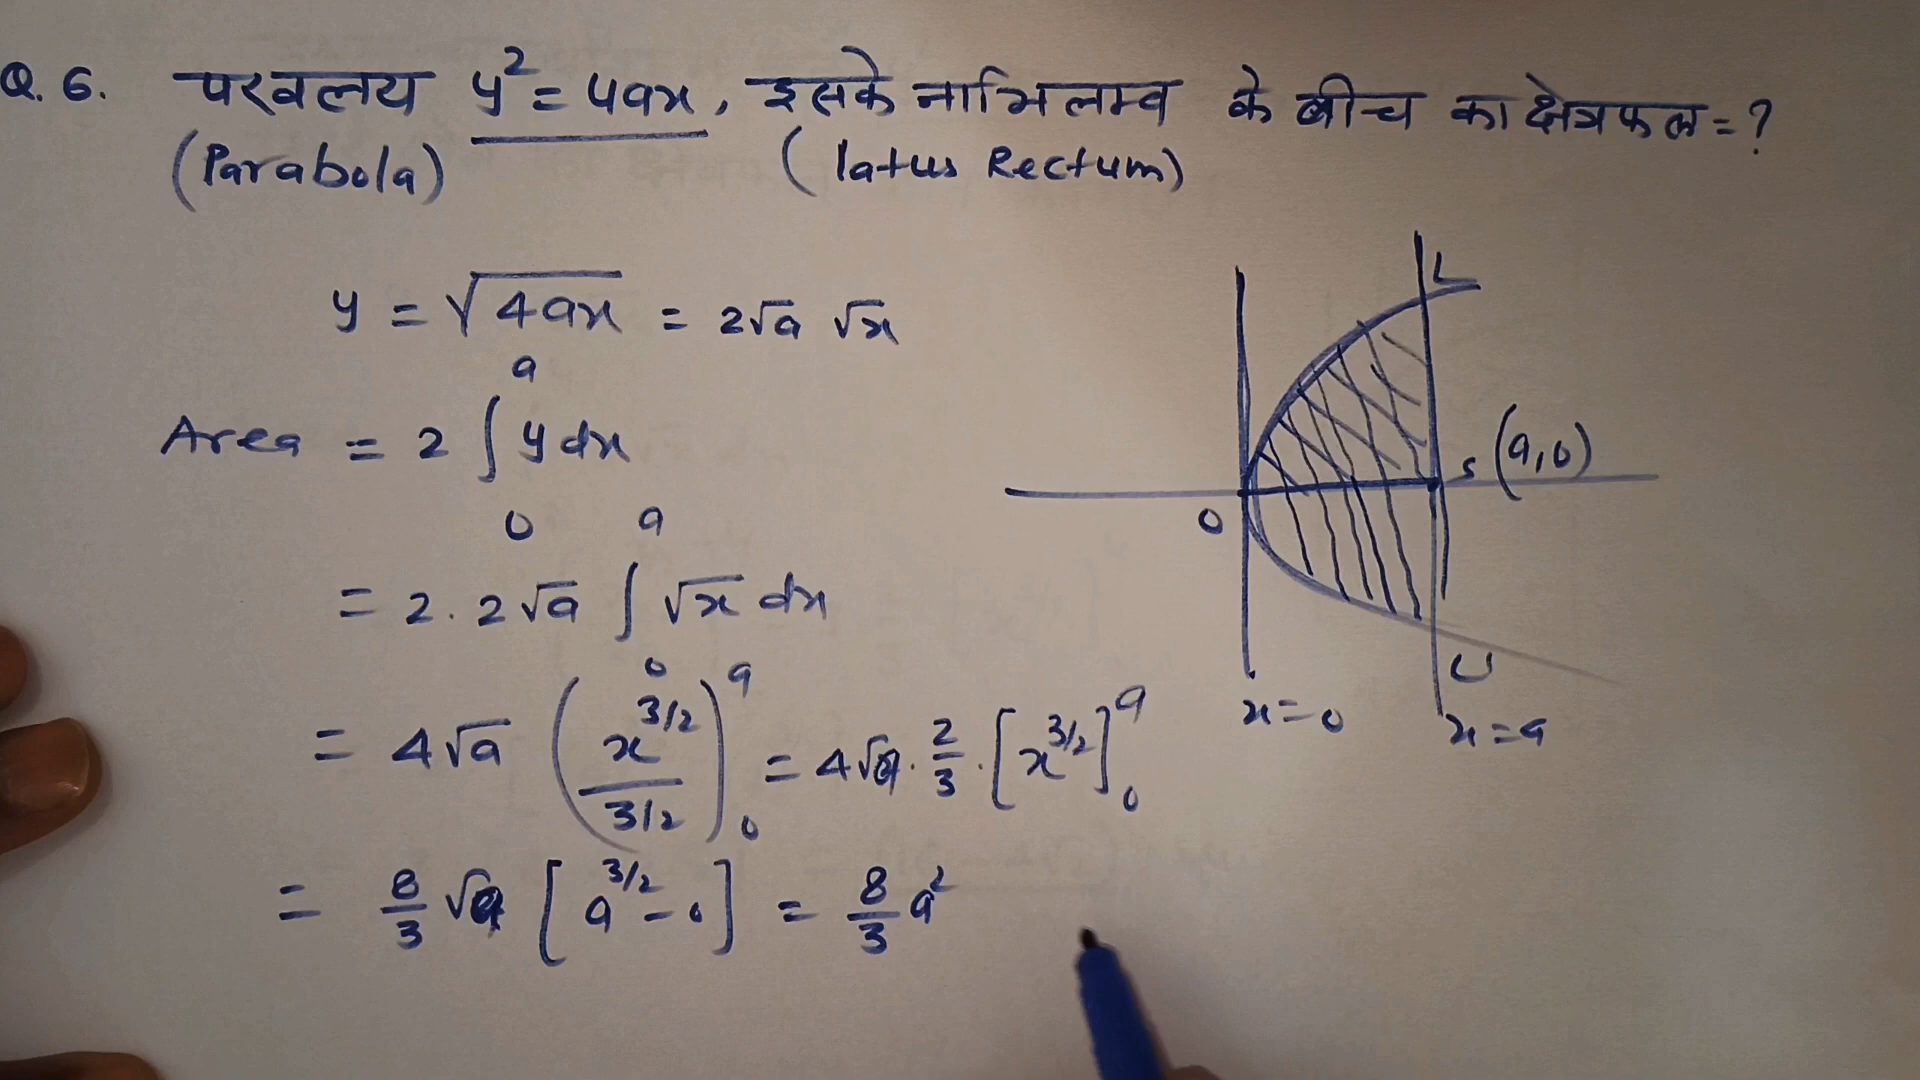 Q. 6. परवलय y² = 4ax, इसके नाभिलम्व के बीच का क्षेत्रफल = ?
(Parabola) (latus Rectum)
y = √4ax = 2√a √x
Area = 2 ∫₀ᵃ y dx
= 2. 2√a ∫₀ᵃ √x dx
= 4√a (x^3/2 / 3/2)₀ᵃ = 4√a . 2/3 . [x^3/2]₀ᵃ
= 8/3 √a [a^3/2 - 0] = 8/3 a²
L
S (a,0)
O
L'
x=0
x=a